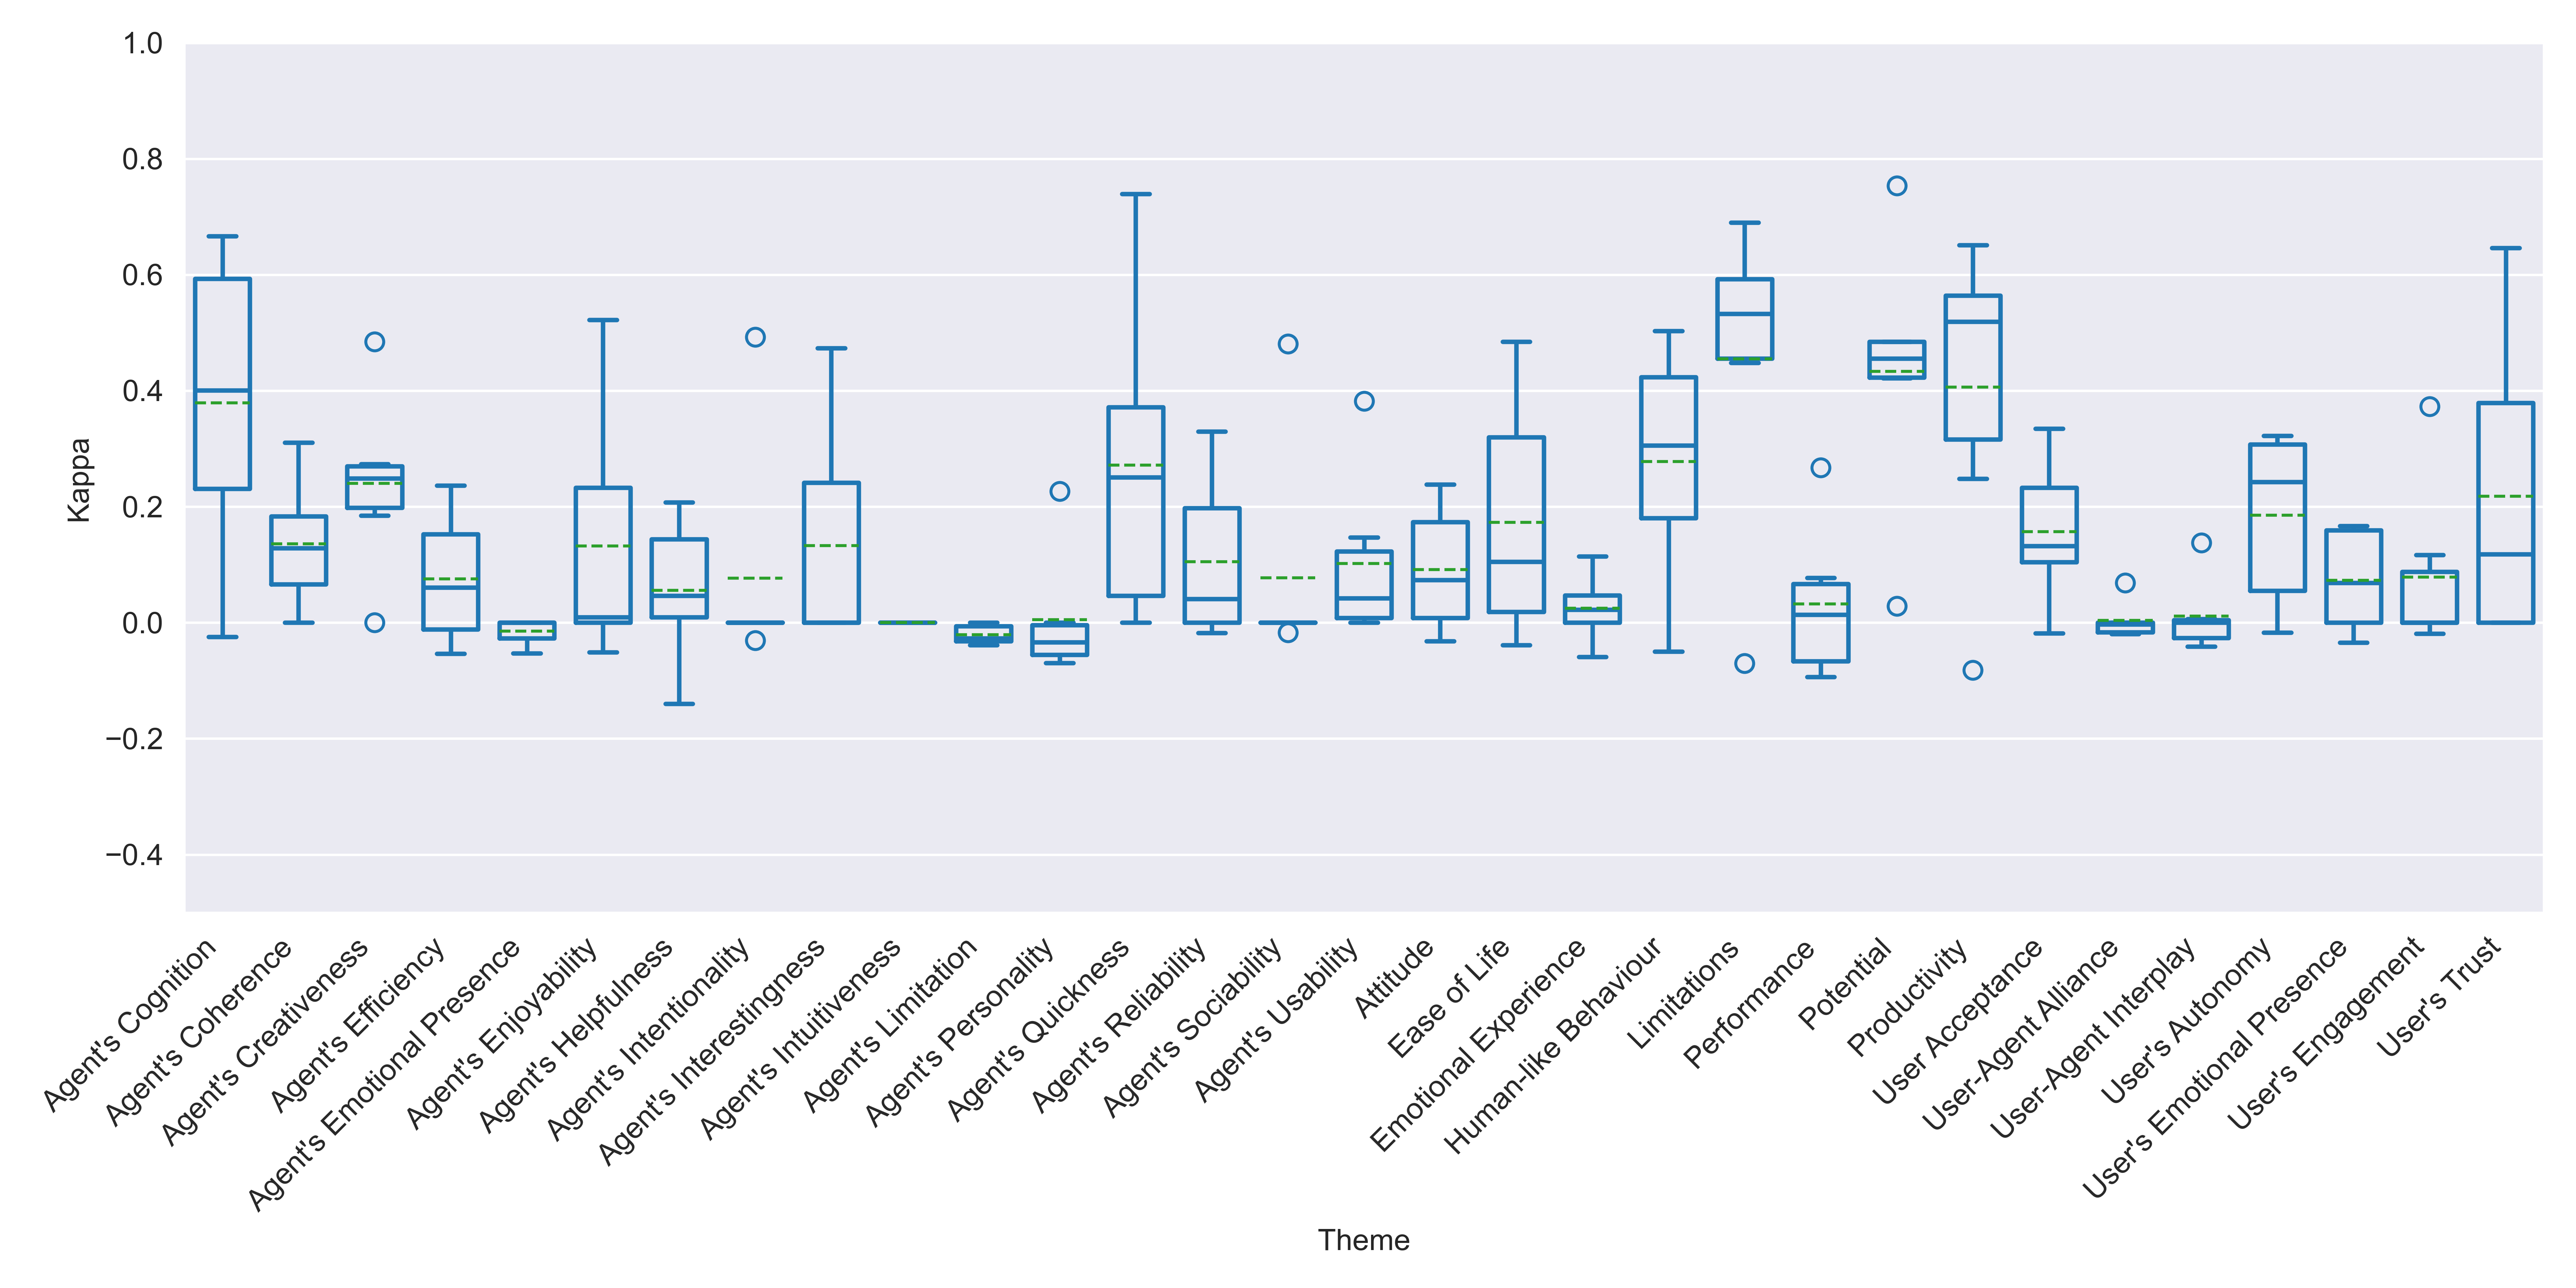 1.0
0.8
0.6
0.4
0.2
0.0
−0.2
−0.4
Kappa
Agent's Cognition
Agent's Coherence
Agent's Creativeness
Agent's Efficiency
Agent's Emotional Presence
Agent's Enjoyability
Agent's Helpfulness
Agent's Intentionality
Agent's Interestingness
Agent's Intuitiveness
Agent's Limitation
Agent's Personality
Agent's Quickness
Agent's Reliability
Agent's Sociability
Agent's Usability
Attitude
Ease of Life
Emotional Experience
Human-like Behaviour
Limitations
Performance
Potential
Productivity
User Acceptance
User-Agent Alliance
User-Agent Interplay
User's Autonomy
User's Emotional Presence
User's Engagement
User's Trust
Theme